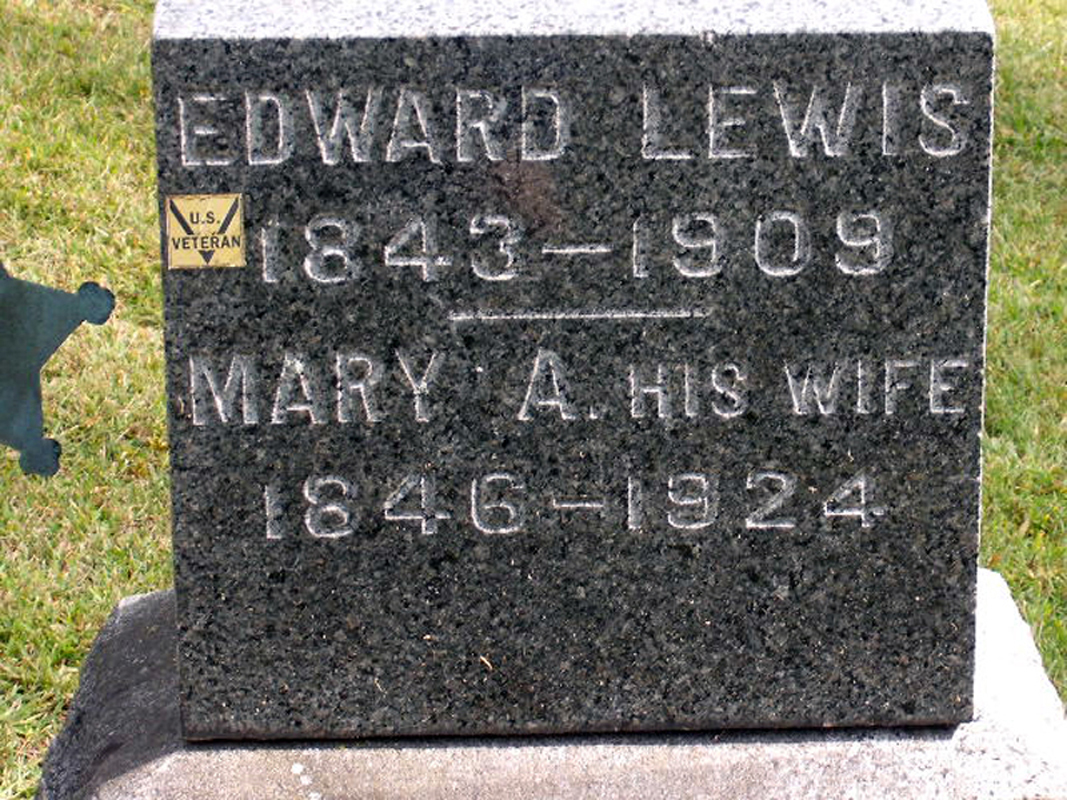 EDWARD LEWIS
U.S.
VETERAN
1843-1909
MARY A. HIS WIFE
1846-1924